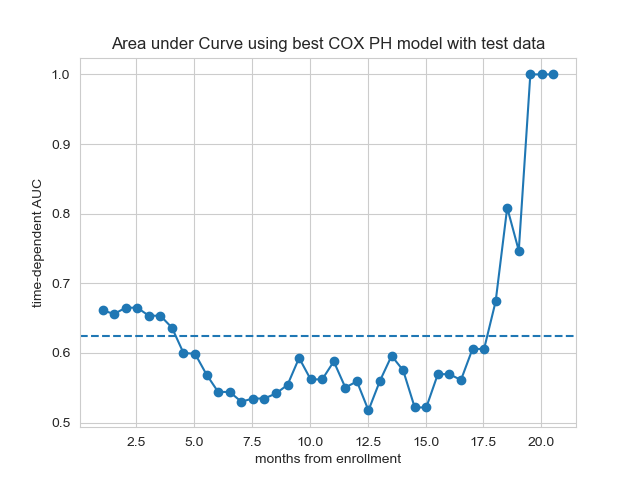 Area under Curve using best COX PH model with test data
1.0
0.9
0.8
0.7
0.6
0.5
time-dependent AUC
2.5 5.0 7.5 10.0 12.5 15.0 17.5 20.0
months from enrollment